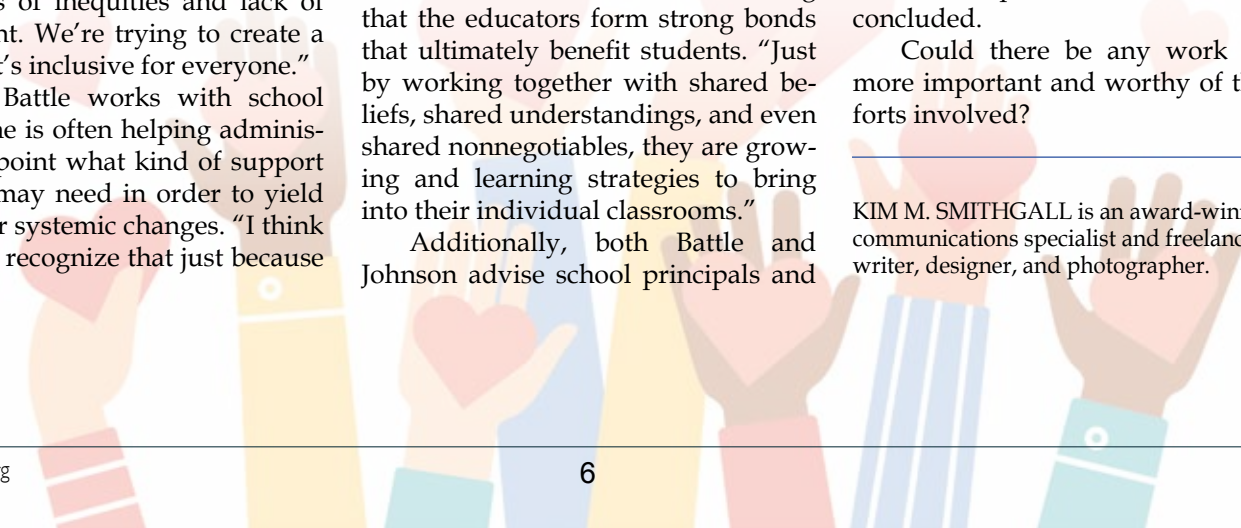 of inequities and lack of
We're trying to create a
inclusive for everyone."
Battle works with school
is often helping adminis-
point what kind of support
may need in order to yield
systemic changes. "I think
recognize that just because
that the educators form strong bonds
that ultimately benefit students. "Just
by working together with shared be-
liefs, shared understandings, and even
shared nonnegotiables, they are grow-
ing and learning strategies to bring
into their individual classrooms."
Additionally, both Battle and
Johnson advise school principals and
concluded.
Could there be any work
more important and worthy of
forts involved?
KIM M. SMITHGALL is an award-winn
communications specialist and freelanc
writer, designer, and photographer.
6